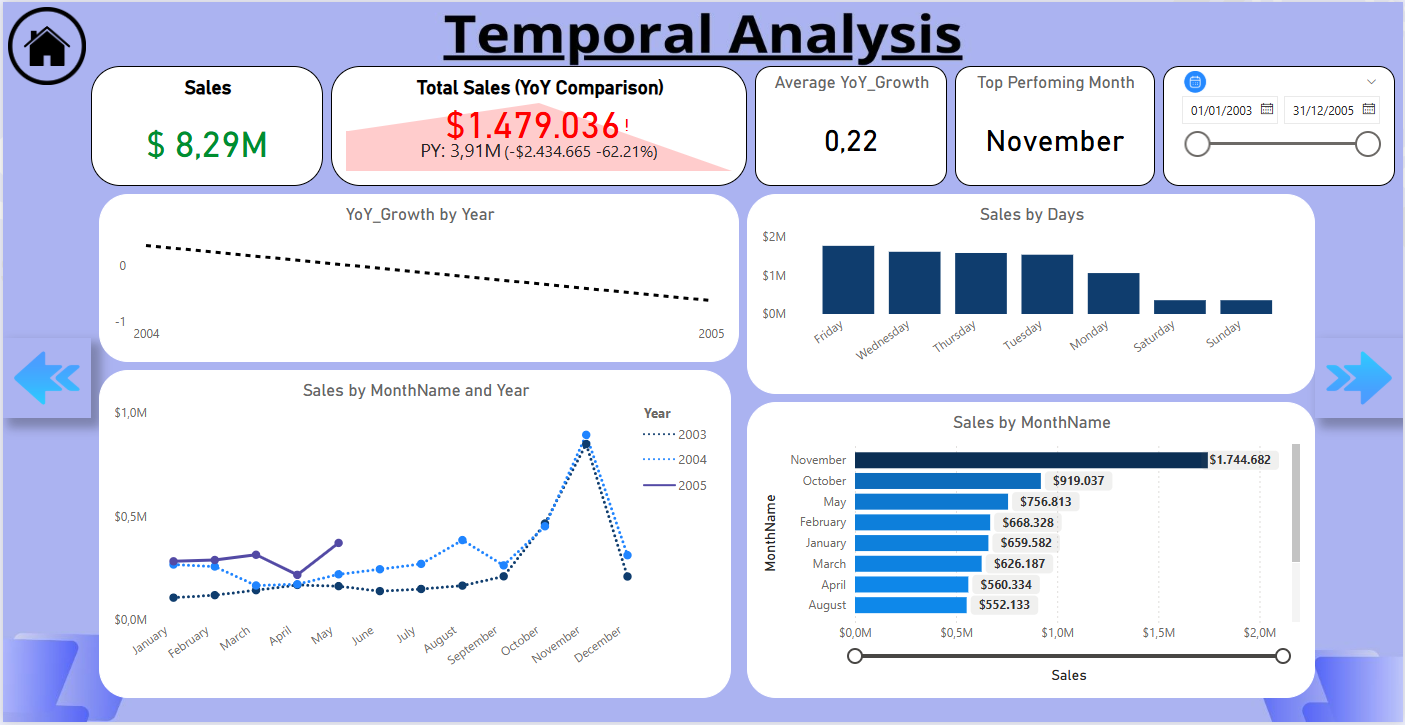 Temporal Analysis
Sales
$ 8,29M
Total Sales (YoY Comparison)
$1.479.036!
PY: 3,91M (-$2.434.665 -62.21%)
Average YoY_Growth
0,22
Top Perfoming Month
November
01/01/2003
31/12/2005
YoY_Growth by Year
0
-1
2004
2005
Sales by Days
$2M
$1M
$0M
Friday
Wednesday
Thursday
Tuesday
Monday
Saturday
Sunday
Sales by MonthName and Year
$1,0M
$0,5M
$0,0M
January
February
March
April
May
June
July
August
September
October
November
December
Year
2003
2004
2005
Sales by MonthName
MonthName
November $1.744.682
October $919.037
May $756.813
February $668.328
January $659.582
March $626.187
April $560.334
August $552.133
$0,0M $0,5M $1,0M $1,5M $2,0M
Sales